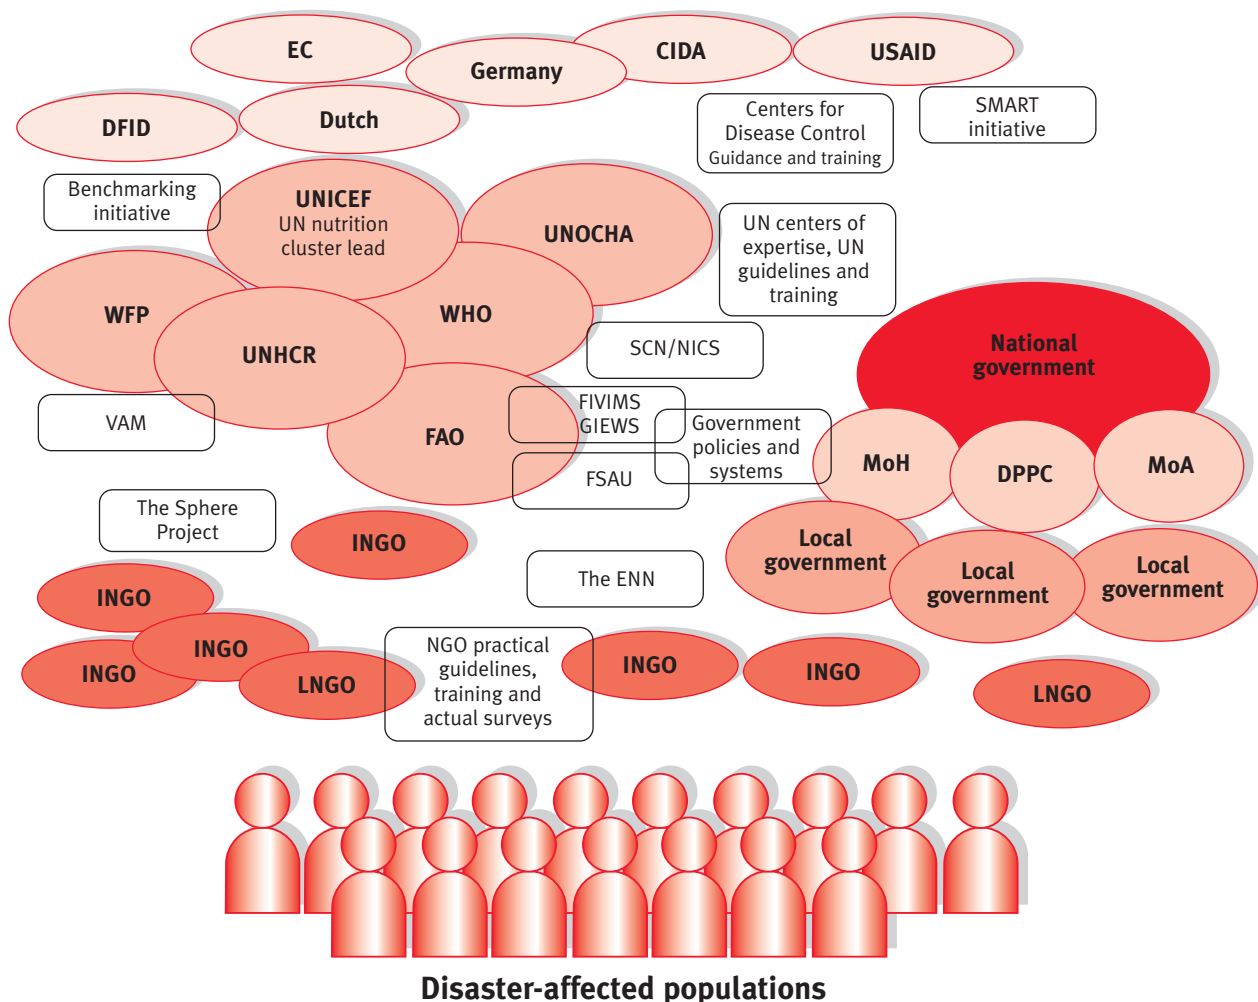 EC
Germany
CIDA
USAID
DFID
Dutch
Centers for
Disease Control
Guidance and training
SMART
initiative
Benchmarking
initiative
UNICEF
UN nutrition
cluster lead
UNOCHA
UN centers of
expertise, UN
guidelines and
training
WFP
UNHCR
WHO
SCN/NICS
National
government
VAM
FAO
FIVIMS
GIEWS
Government
policies and
systems
FSAU
MoH
DPPC
MoA
The Sphere
Project
INGO
The ENN
Local
government
Local
government
Local
government
INGO
INGO
INGO
LNGO
NGO practical
guidelines,
training and
actual surveys
INGO
INGO
LNGO
Disaster-affected populations